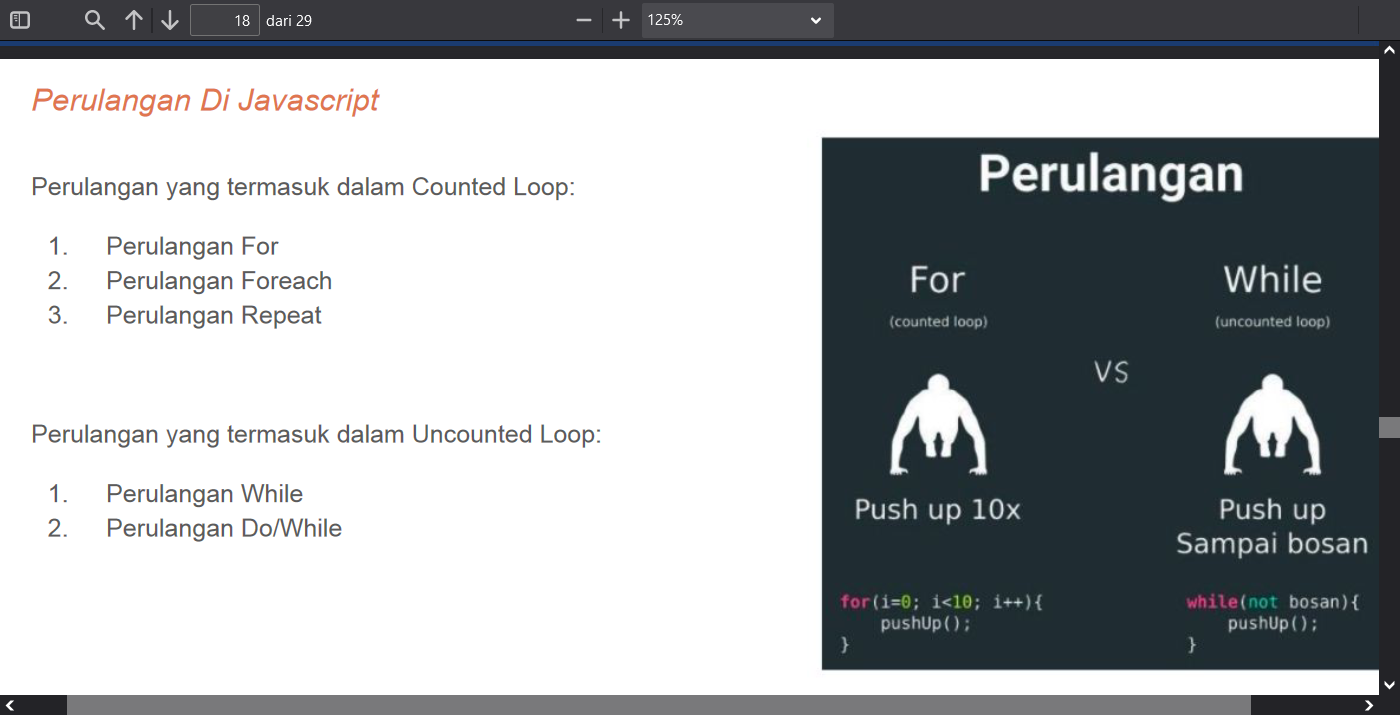 18 dari 29
125%
Perulangan Di Javascript
Perulangan yang termasuk dalam Counted Loop:
1. Perulangan For
2. Perulangan Foreach
3. Perulangan Repeat
Perulangan yang termasuk dalam Uncounted Loop:
1. Perulangan While
2. Perulangan Do/While
Perulangan
For
(counted loop)
VS
While
(uncounted loop)
Push up 10x
Push up
Sampai bosan
for(i=0; i<10; i++){
pushUp();
}
while(not bosan){
pushUp();
}